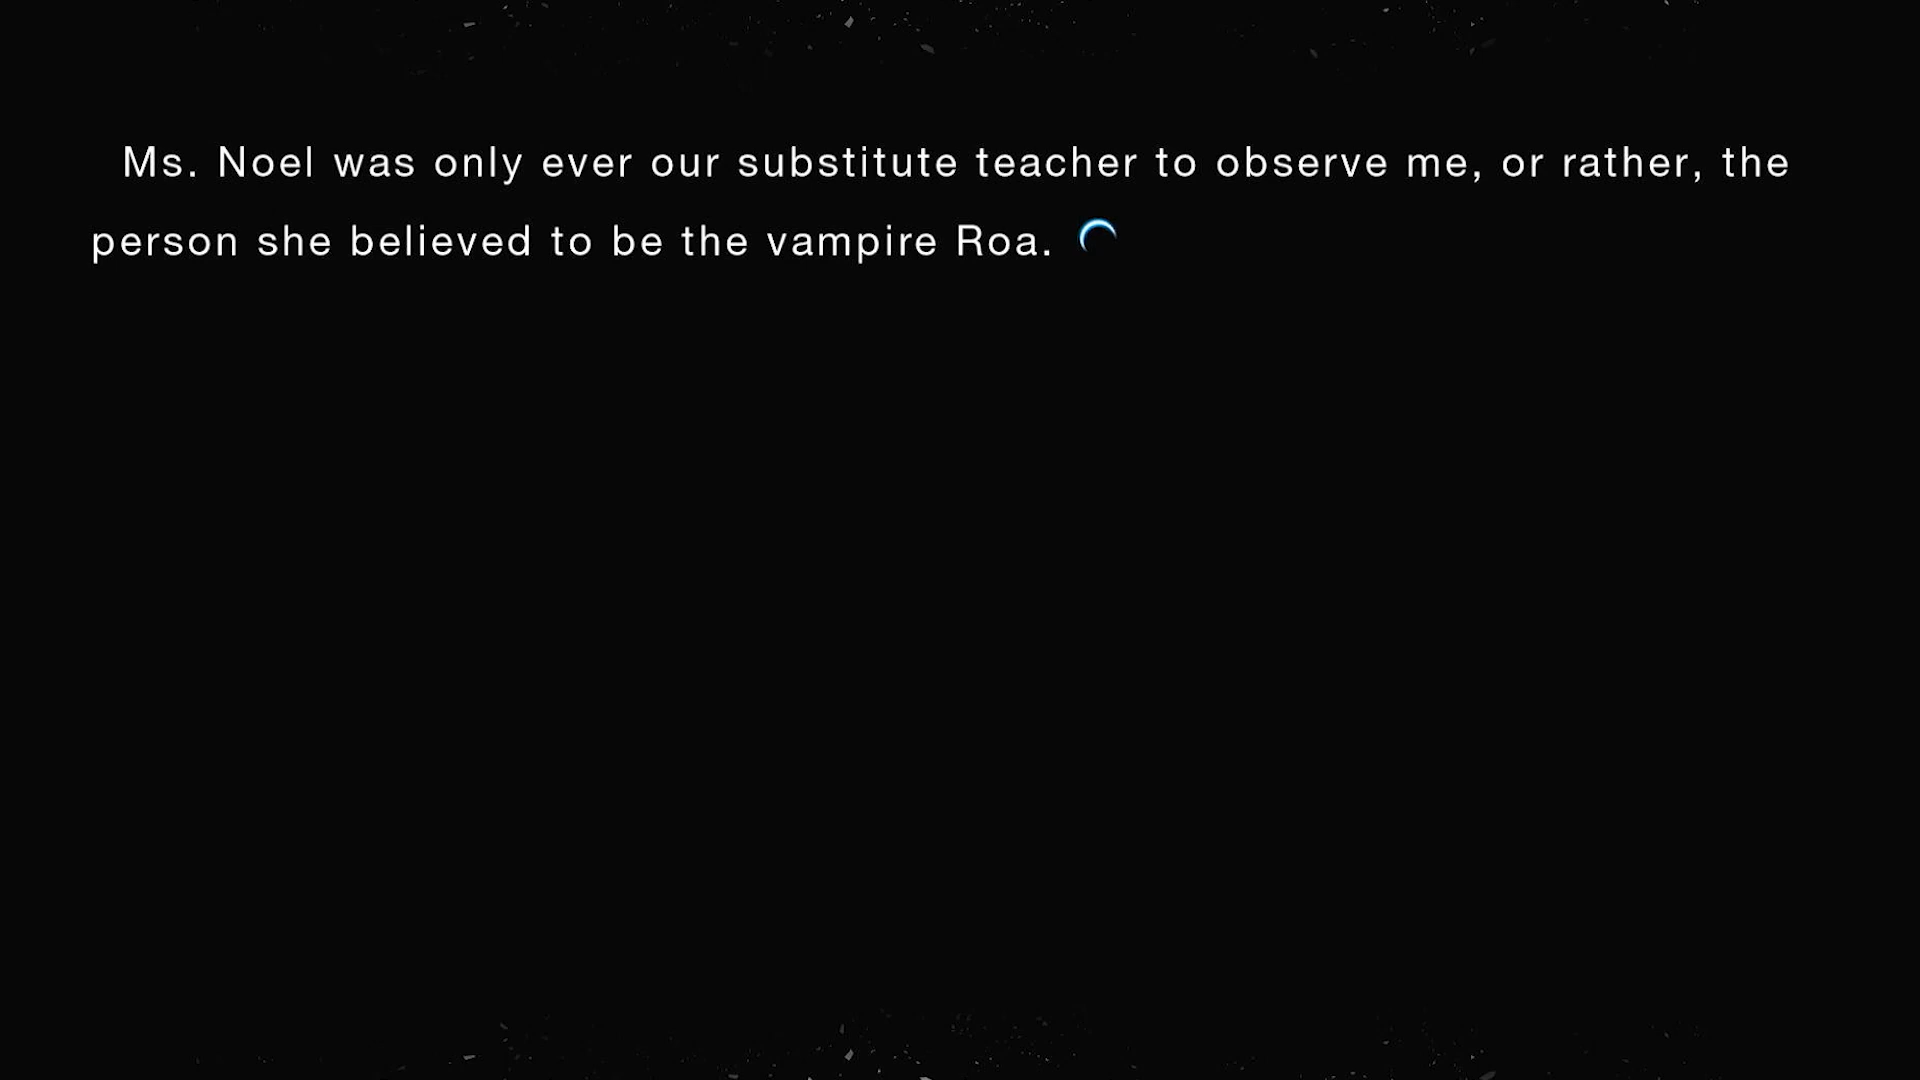 Ms. Noel was only ever our substitute teacher to observe me, or rather, the
person she believed to be the vampire Roa.